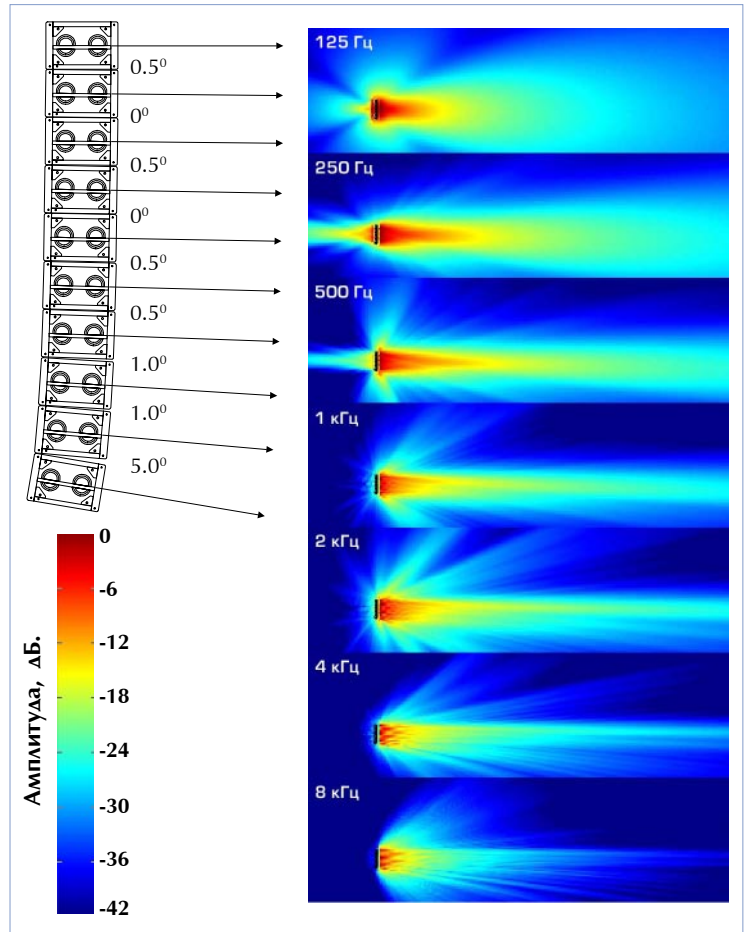 0.5⁰
0⁰
0.5⁰
0⁰
0.5⁰
0.5⁰
1.0⁰
1.0⁰
5.0⁰
Амплитуда, дБ.
0
-6
-12
-18
-24
-30
-36
-42
125 Гц
250 Гц
500 Гц
1 кГц
2 кГц
4 кГц
8 кГц